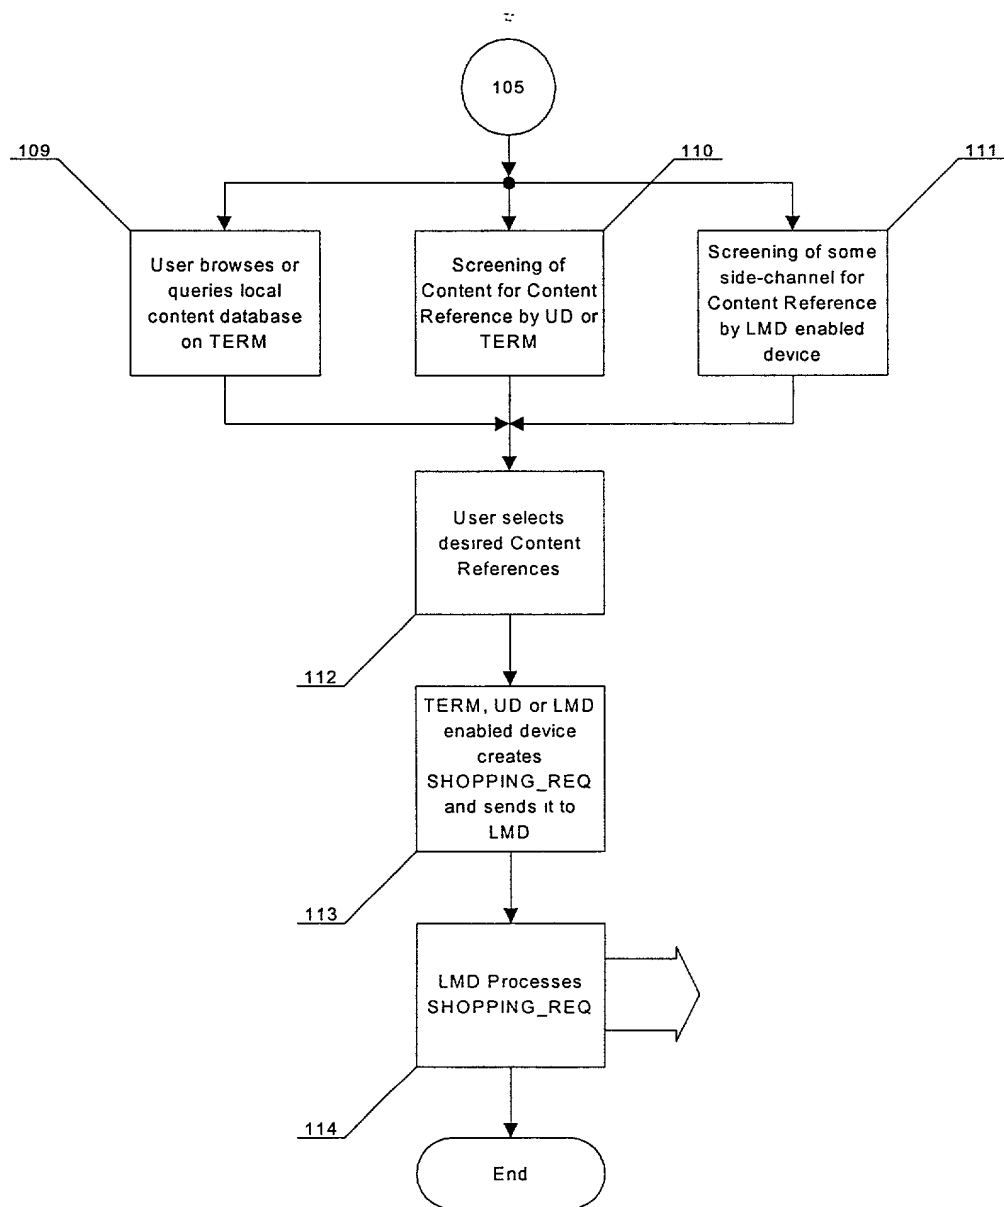 105
109
110
111
User browses or
queries local
content database
on TERM
Screening of
Content for Content
Reference by UD or
TERM
Screening of some
side-channel for
Content Reference
by LMD enabled
device
User selects
desired Content
References
112
TERM, UD or LMD
enabled device
creates
SHOPPING_REQ
and sends it to
LMD
113
LMD Processes
SHOPPING_REQ
114
End